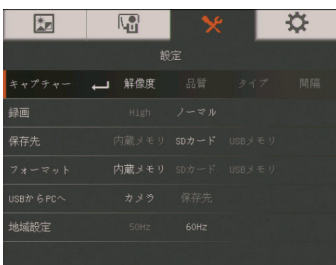 設定
キャプチャー 解像度 品質 タイプ 間隔
録画 High ノーマル
保存先 内蔵メモリ SDカード USBメモリ
フォーマット 内蔵メモリ SDカード USBメモリ
USBからPCへ カメラ 保存先
地域設定 50Hz 60Hz